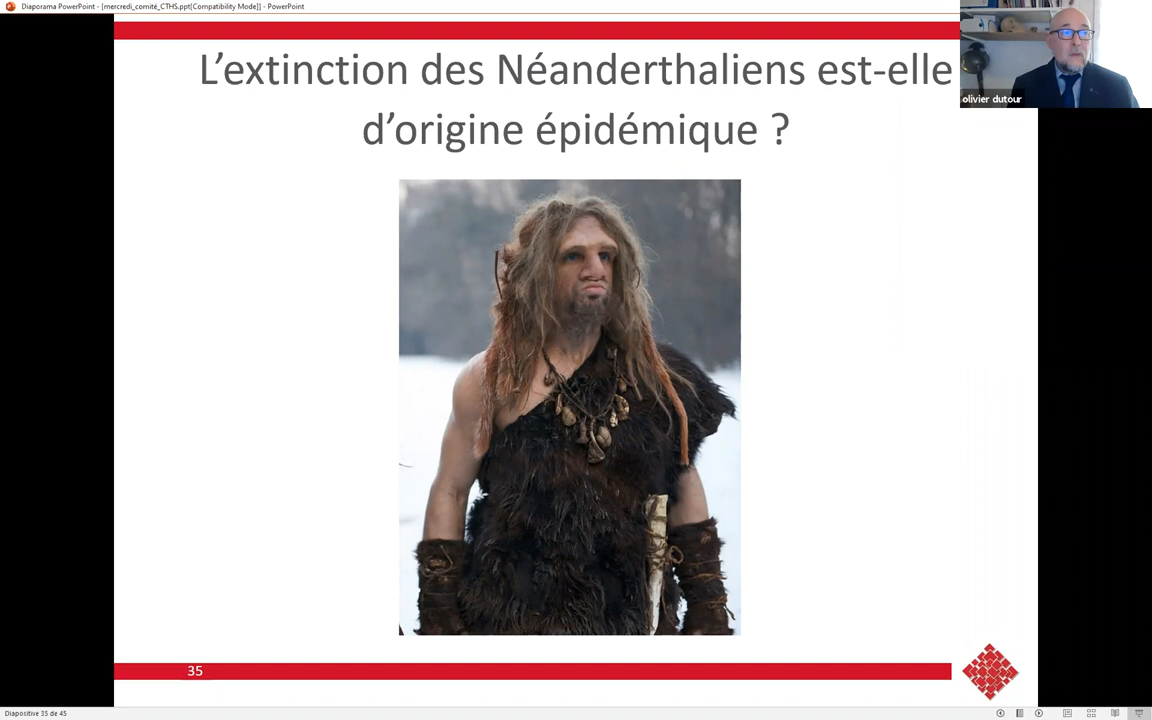 Diaporama PowerPoint - [mercredi_comité_CTHS.ppt[Compatibility Mode]] - PowerPoint
olivier dutour
L’extinction des Néanderthaliens est-elle
d’origine épidémique ?
35
Diapositive 35 de 45